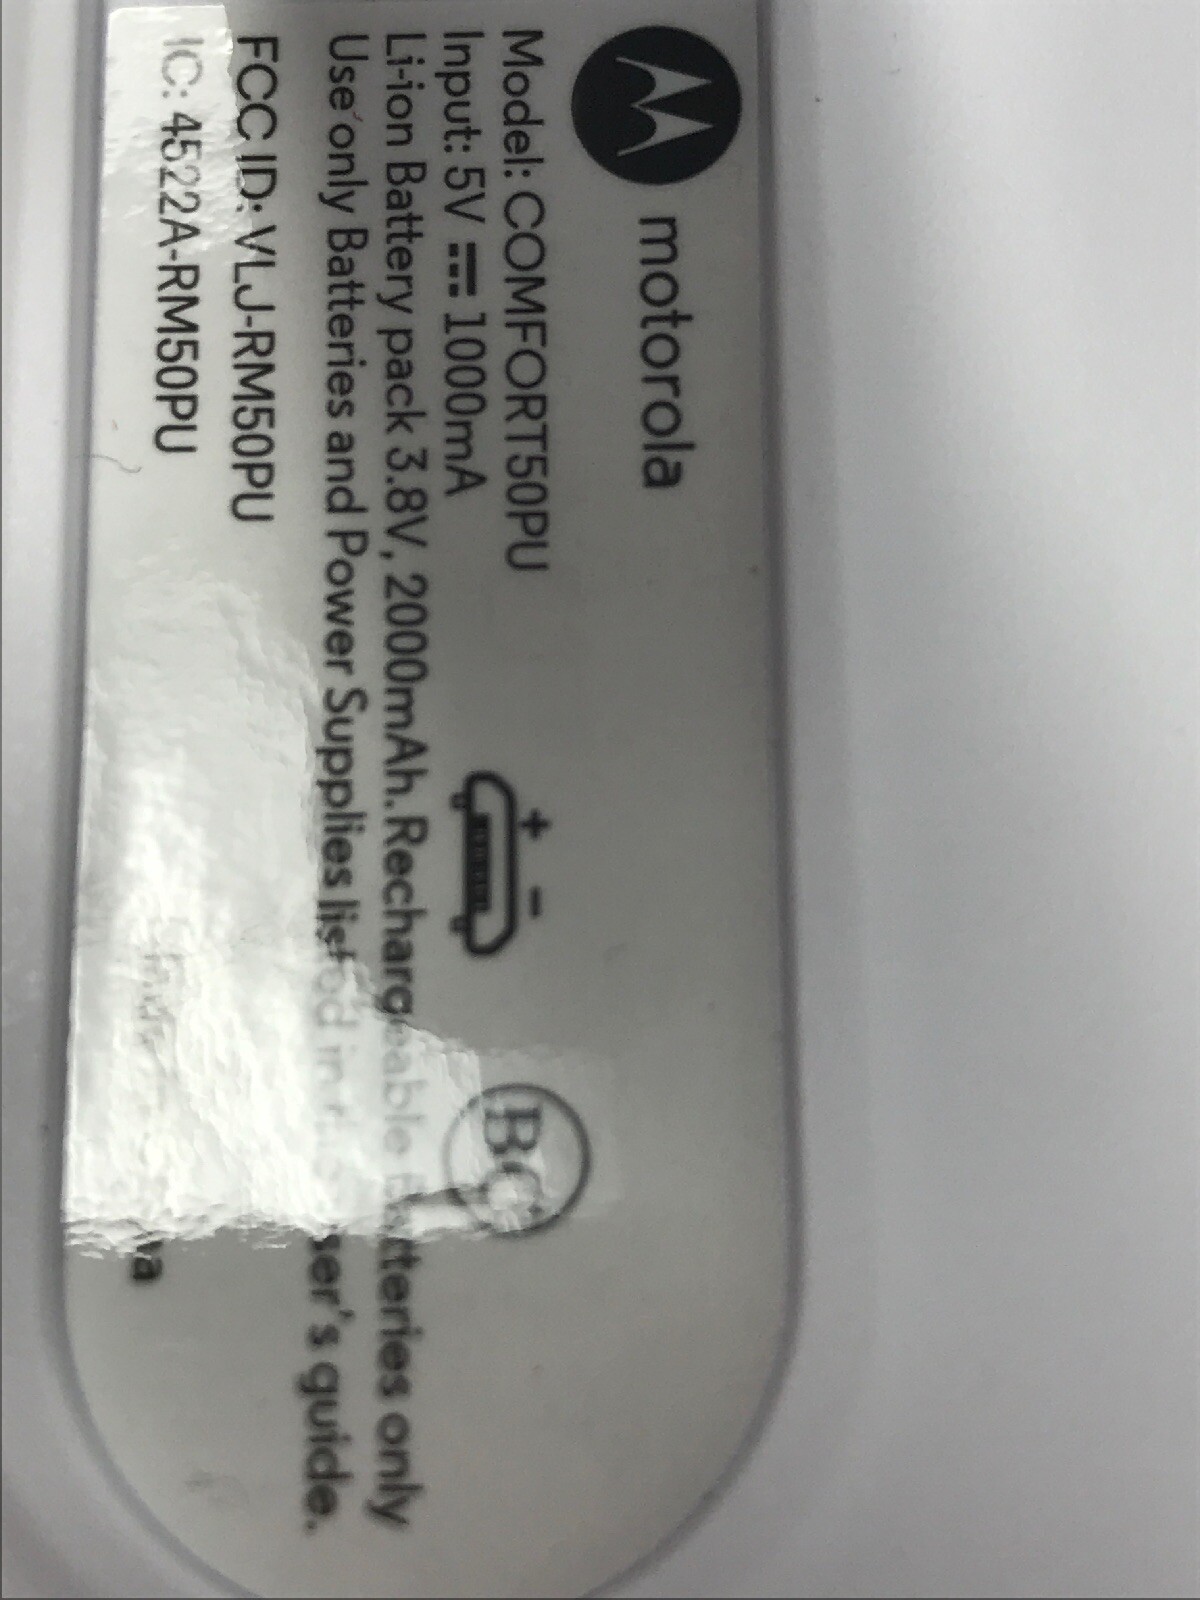 motorola
Model: COMFORT50PU
Input: 5V ⎓ 1000mA
+ -
BC
Li-ion Battery pack 3.8V, 2000mAh. Rechargeable Batteries only
Use only Batteries and Power Supplies listed in user's guide.
FCC ID: VLJ-RM50PU
IC: 4522A-RM50PU